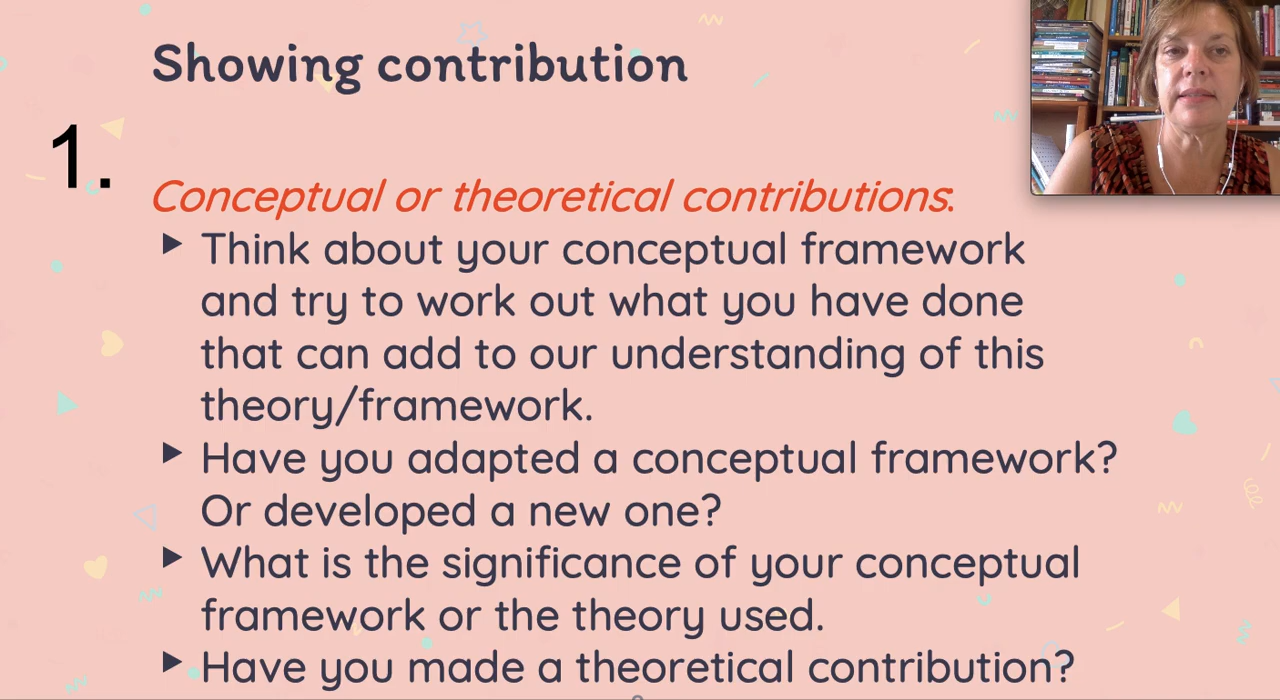 Showing contribution
1.
Conceptual or theoretical contributions:
Think about your conceptual framework
and try to work out what you have done
that can add to our understanding of this
theory/framework.
Have you adapted a conceptual framework?
Or developed a new one?
What is the significance of your conceptual
framework or the theory used.
Have you made a theoretical contribution?